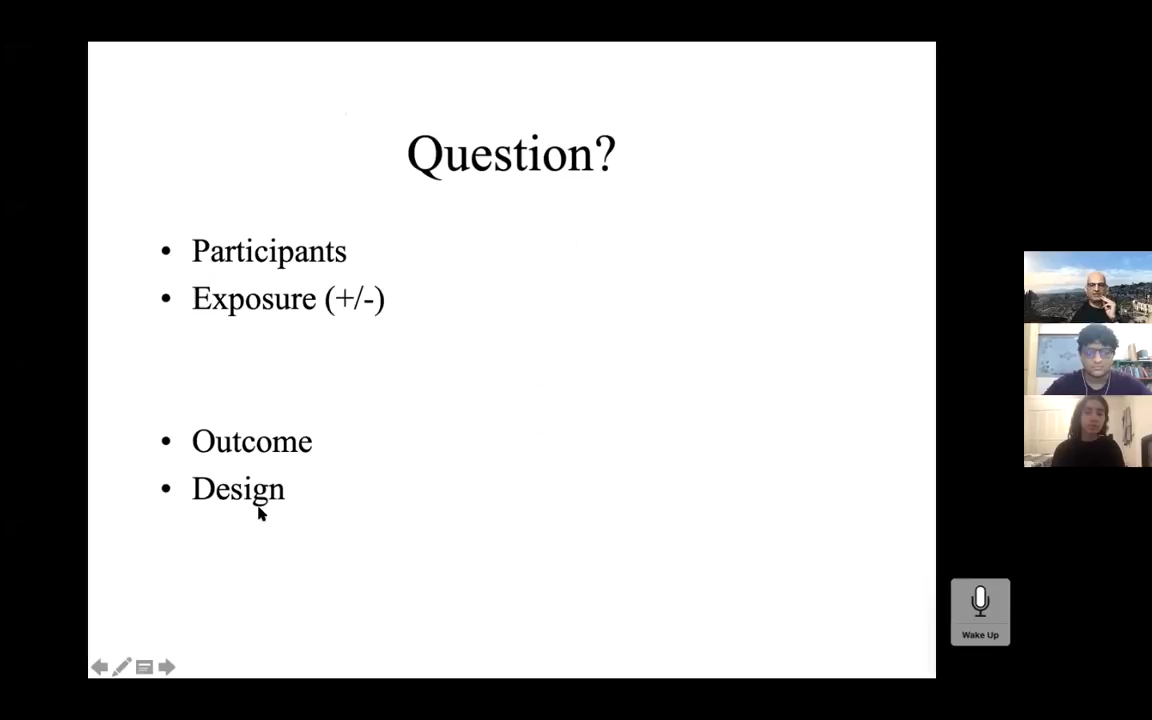 Question?
• Participants
• Exposure (+/-)
• Outcome
• Design
Wake Up